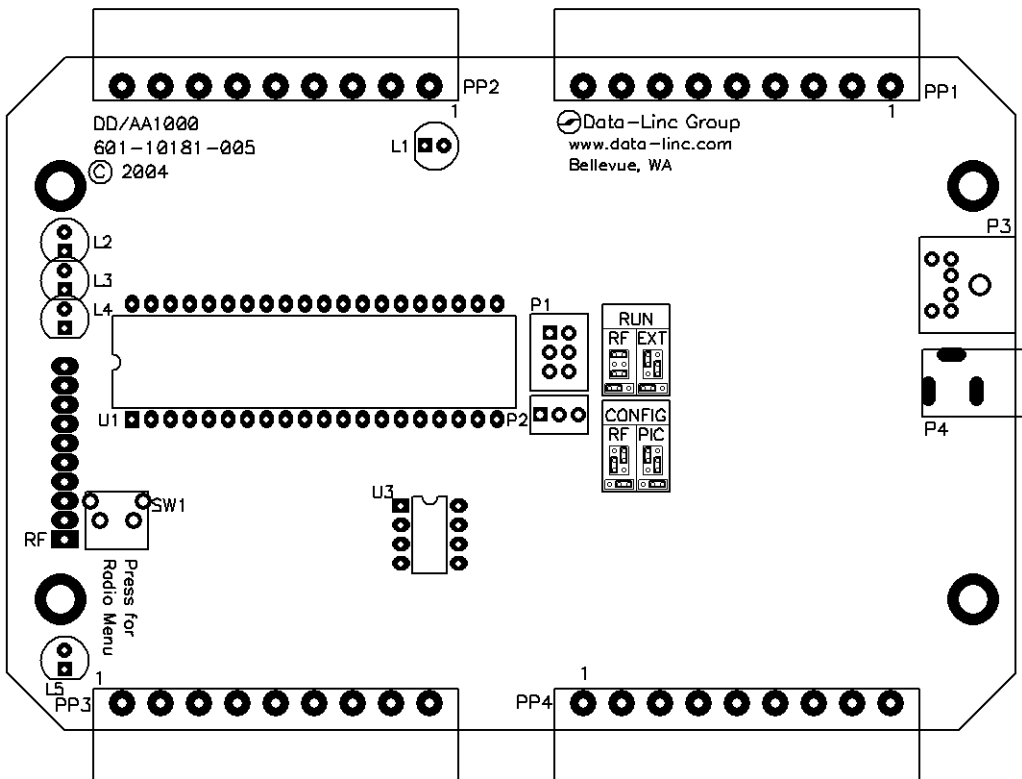 PP2
1
PP1
1
DD/AA1000
601-10181-005
© 2004
L1
Data-Linc Group
www.data-linc.com
Bellevue, WA
P3
L2
L3
L4
P1
RUN
RF EXT
U1
P2
CONFIG
RF PIC
P4
U3
SW1
RF
Press for
Radio Menu
L5
1
PP3
1
PP4